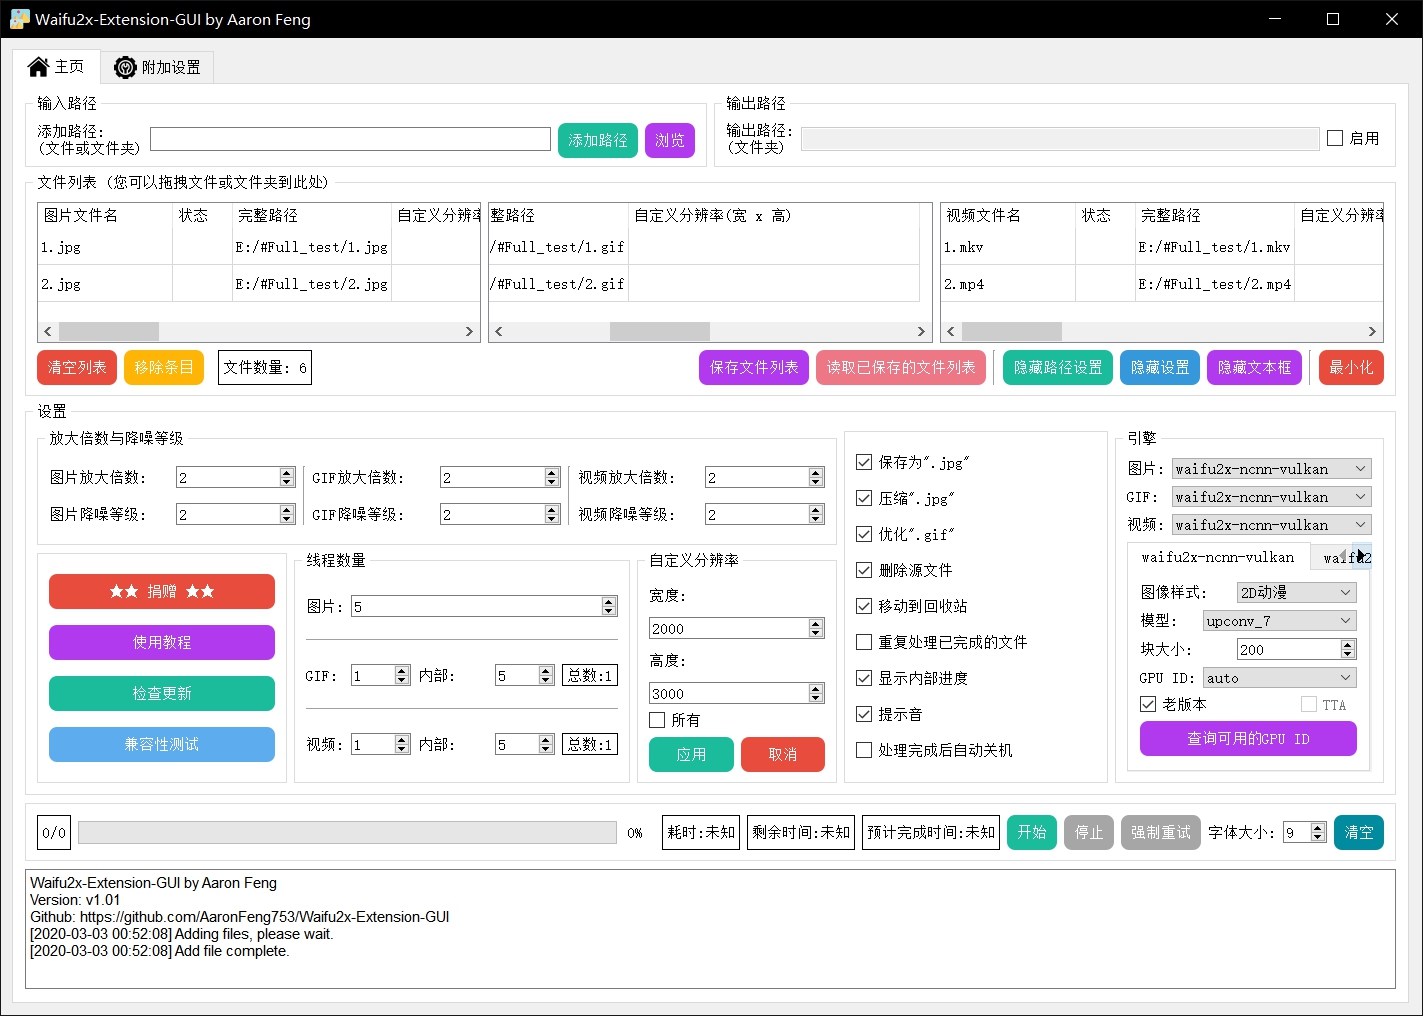 Waifu2x-Extension-GUI by Aaron Feng
主页
附加设置
输入路径
添加路径:
(文件或文件夹)
添加路径
浏览
输出路径
输出路径:
(文件夹)
启用
文件列表 (您可以拖拽文件或文件夹到此处)
图片文件名 状态 完整路径 自定义分辨率
1.jpg E:/#Full_test/1.jpg
2.jpg E:/#Full_test/2.jpg
整路径 自定义分辨率(宽 x 高)
/#Full_test/1.gif
/#Full_test/2.gif
视频文件名 状态 完整路径 自定义分辨率
1.mkv E:/#Full_test/1.mkv
2.mp4 E:/#Full_test/2.mp4
清空列表
移除条目
文件数量: 6
保存文件列表
读取已保存的文件列表
隐藏路径设置
隐藏设置
隐藏文本框
最小化
设置
放大倍数与降噪等级
图片放大倍数: 2
GIF放大倍数: 2
视频放大倍数: 2
图片降噪等级: 2
GIF降噪等级: 2
视频降噪等级: 2
★★ 捐赠 ★★
使用教程
检查更新
兼容性测试
线程数量
图片: 5
GIF: 1 内部: 5 总数:1
视频: 1 内部: 5 总数:1
自定义分辨率
宽度:
2000
高度:
3000
所有
应用
取消
保存为".jpg"
压缩".jpg"
优化".gif"
删除源文件
移动到回收站
重复处理已完成的文件
显示内部进度
提示音
处理完成后自动关机
引擎
图片: waifu2x-ncnn-vulkan
GIF: waifu2x-ncnn-vulkan
视频: waifu2x-ncnn-vulkan
waifu2x-ncnn-vulkan
waifu2
图像样式: 2D动漫
模型: upconv_7
块大小: 200
GPU ID: auto
老版本
TTA
查询可用的GPU ID
0/0
0%
耗时:未知
剩余时间:未知
预计完成时间:未知
开始
停止
强制重试
字体大小: 9
清空
Waifu2x-Extension-GUI by Aaron Feng
Version: v1.01
Github: https://github.com/AaronFeng753/Waifu2x-Extension-GUI
[2020-03-03 00:52:08] Adding files, please wait.
[2020-03-03 00:52:08] Add file complete.